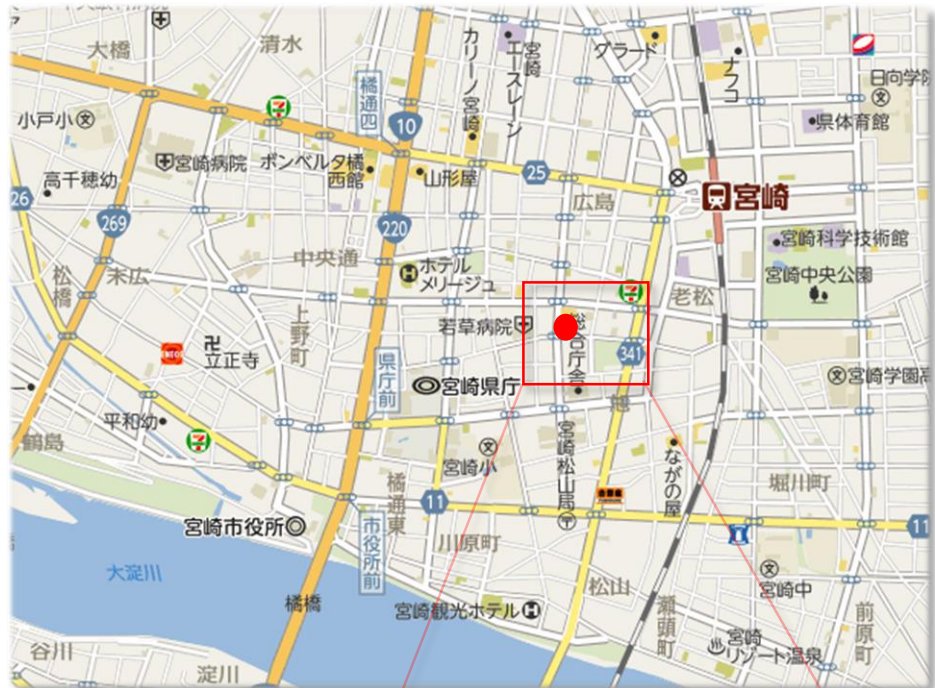 大橋
清水
カリーノ宮崎
宮崎
エースレーン
グラード
ナフコ
日向学院
小戸小
橘通四
10
県体育館
宮崎病院
ボンベルタ橘
西館
山形屋
25
高千穂幼
26
広島
宮崎
269
220
宮崎科学技術館
中央通
松橋
末広
ホテル
メリージュ
宮崎中央公園
老松
上野町
若草病院
総合庁舎
341
立正寺
ENEOS
県庁前
宮崎県庁
宮崎学園高
旭
平和幼
鶴島
宮崎小
宮崎松山局
ながの屋
堀川町
橘通東
11
宮崎市役所
市役所前
川原町
11
大淀川
松山
宮崎中
橘橋
宮崎観光ホテル
瀬頭町
前原町
宮崎
リゾート温泉
谷川
淀川